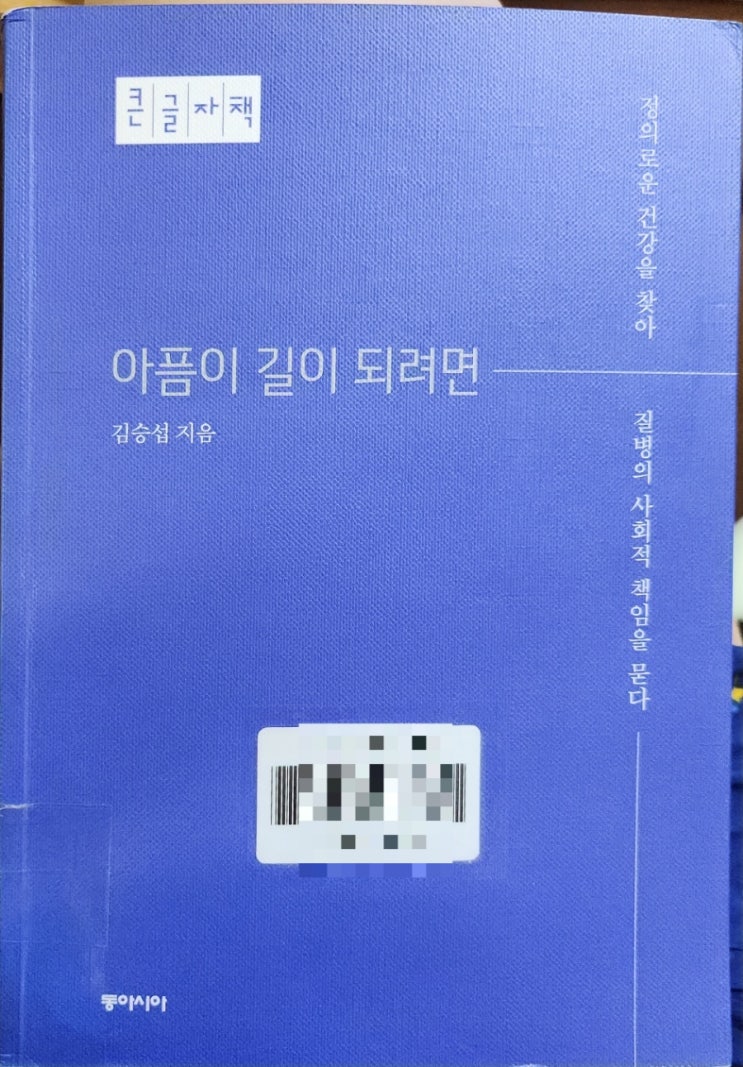 큰글자책
정의로운 건강을 찾아
질병의 사회적 책임을 묻다
아픔이 길이 되려면
김승섭 지음
동아시아